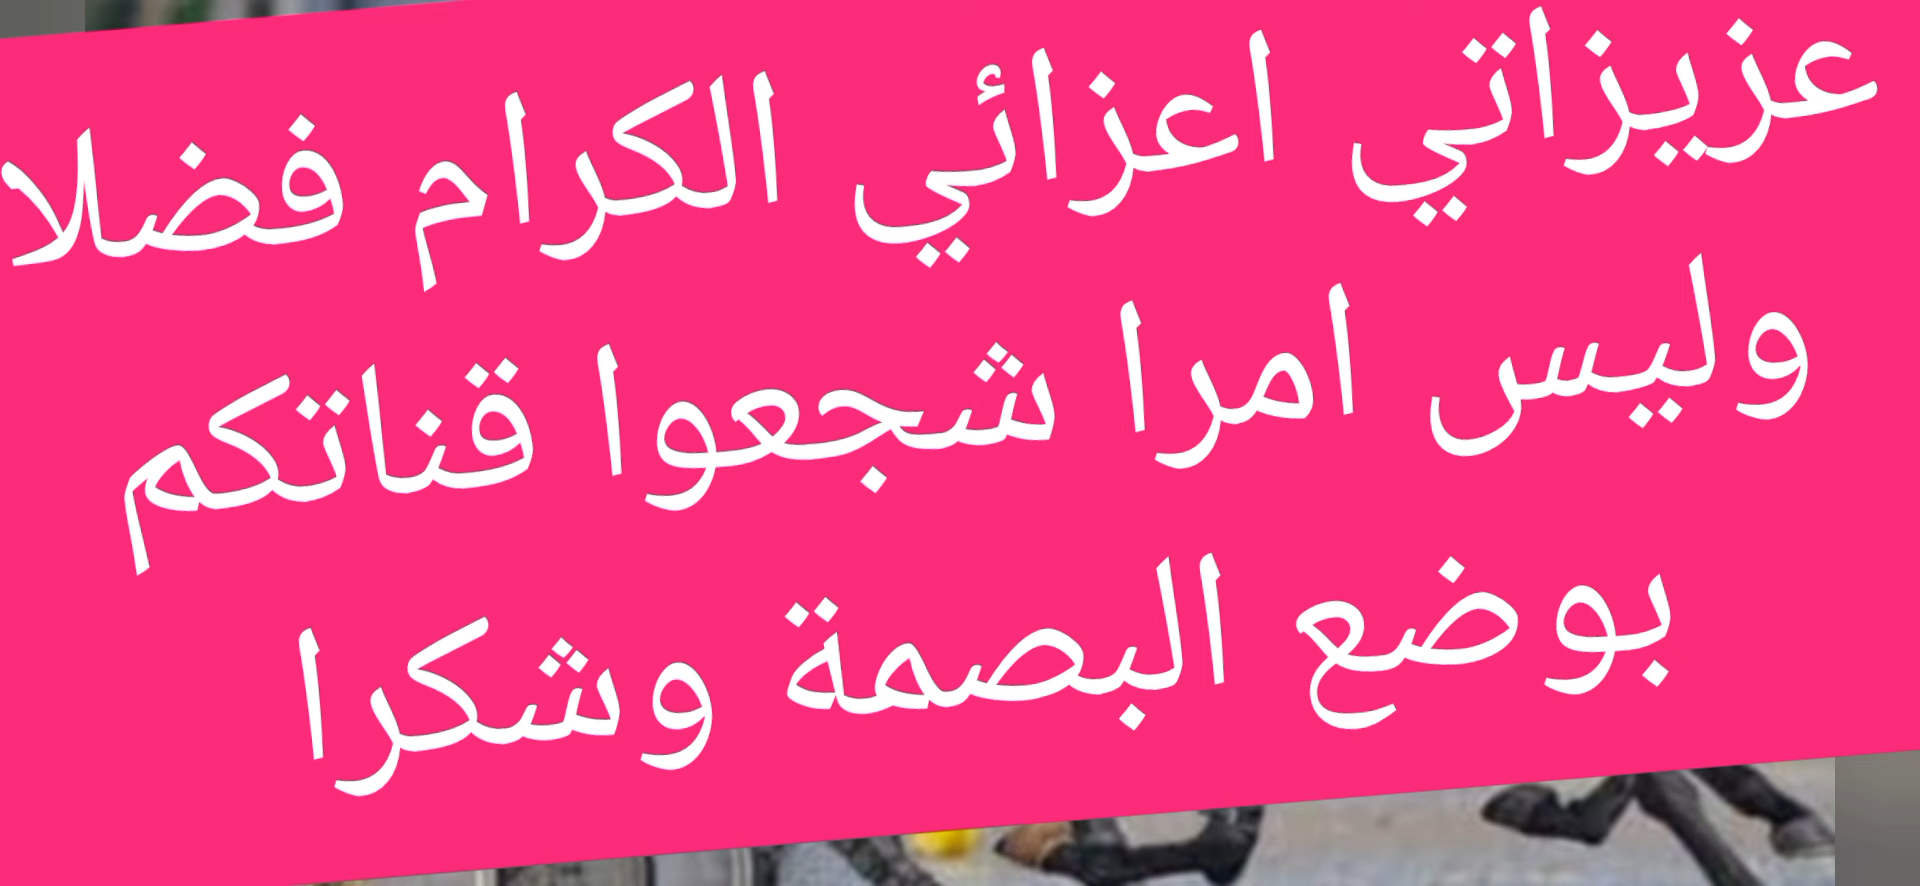 عزيزاتي اعزائي الكرام فضلا
وليس امرا شجعوا قناتكم
بوضع البصمة وشكرا